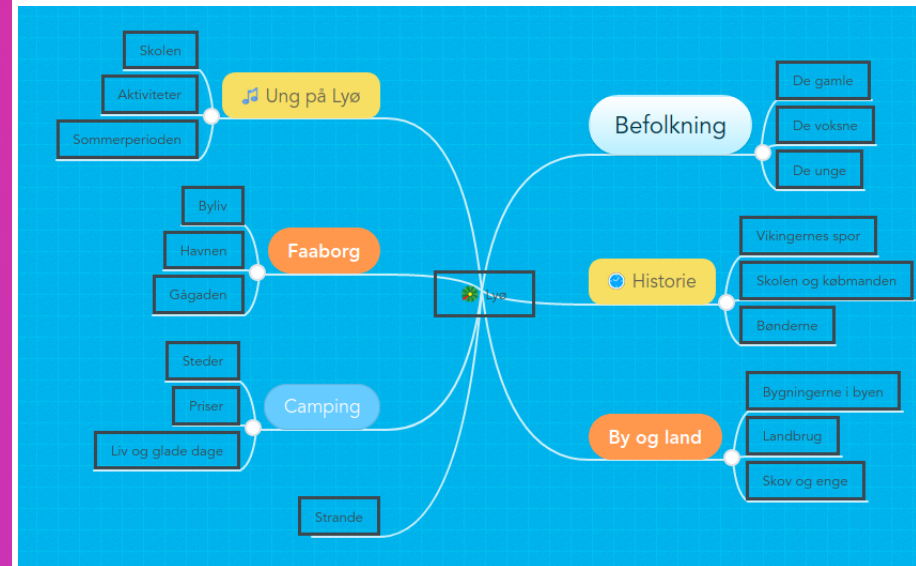 Skolen
Aktiviteter
Sommerperioden
Ung på Lyø
Byliv
Havnen
Gågaden
Faaborg
Steder
Priser
Liv og glade dage
Camping
Strande
Lyø
Befolkning
De gamle
De voksne
De unge
Historie
Vikingernes spor
Skolen og købmanden
Bønderne
By og land
Bygningerne i byen
Landbrug
Skov og enge